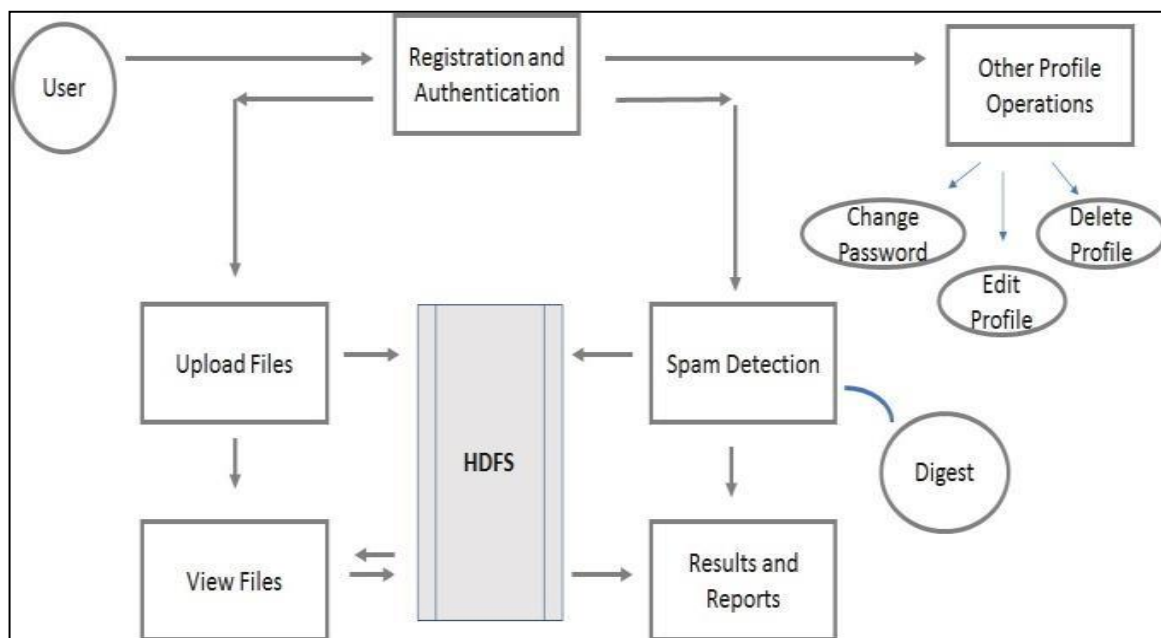 User
Registration and
Authentication
Other Profile
Operations
Change
Password
Delete
Profile
Edit
Profile
Upload Files
HDFS
Spam Detection
Digest
View Files
Results and
Reports